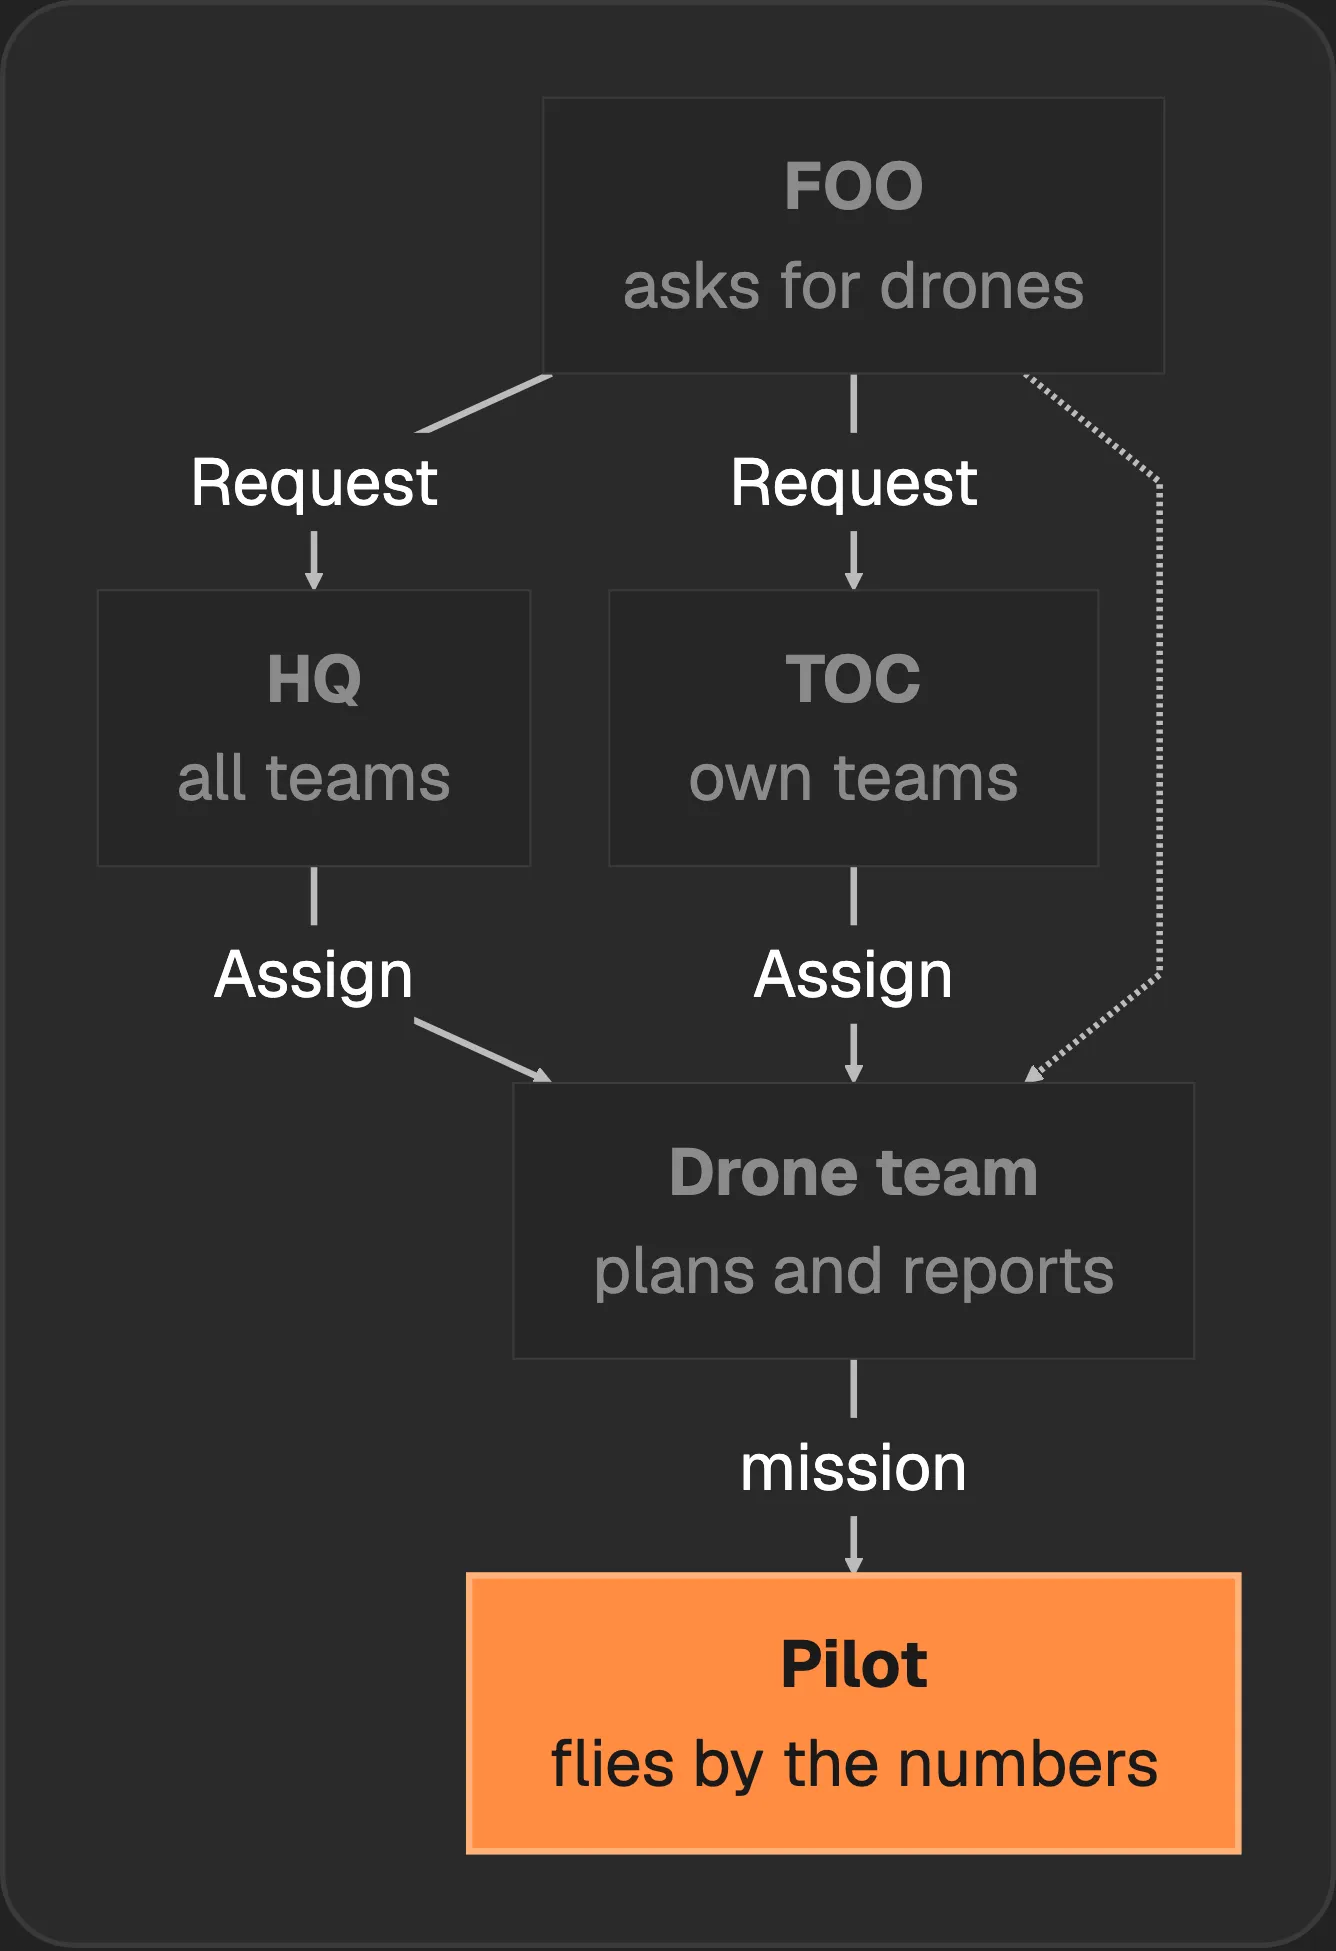 FOO
asks for drones
Request
Request
HQ
all teams
TOC
own teams
Assign
Assign
Drone team
plans and reports
mission
Pilot
flies by the numbers